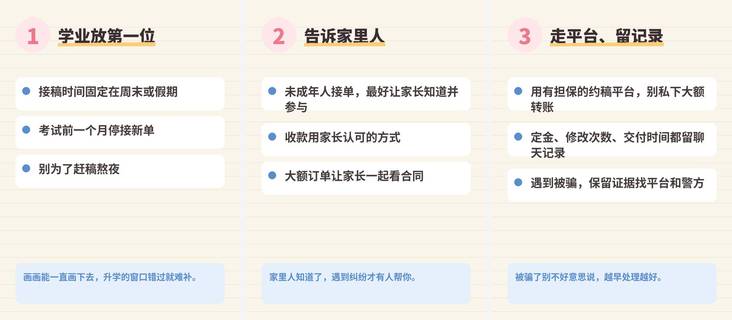 1 学业放第一位
接稿时间固定在周末或假期
考试前一个月停接新单
别为了赶稿熬夜
画画能一直画下去，升学的窗口错过就难补。
2 告诉家里人
未成年人接单，最好让家长知道并
参与
收款用家长认可的方式
大额订单让家长一起看合同
家里人知道了，遇到纠纷才有人帮你。
3 走平台、留记录
用有担保的约稿平台，别私下大额
转账
定金、修改次数、交付时间都留聊
天记录
遇到被骗，保留证据找平台和警方
被骗了别不好意思说，越早处理越好。